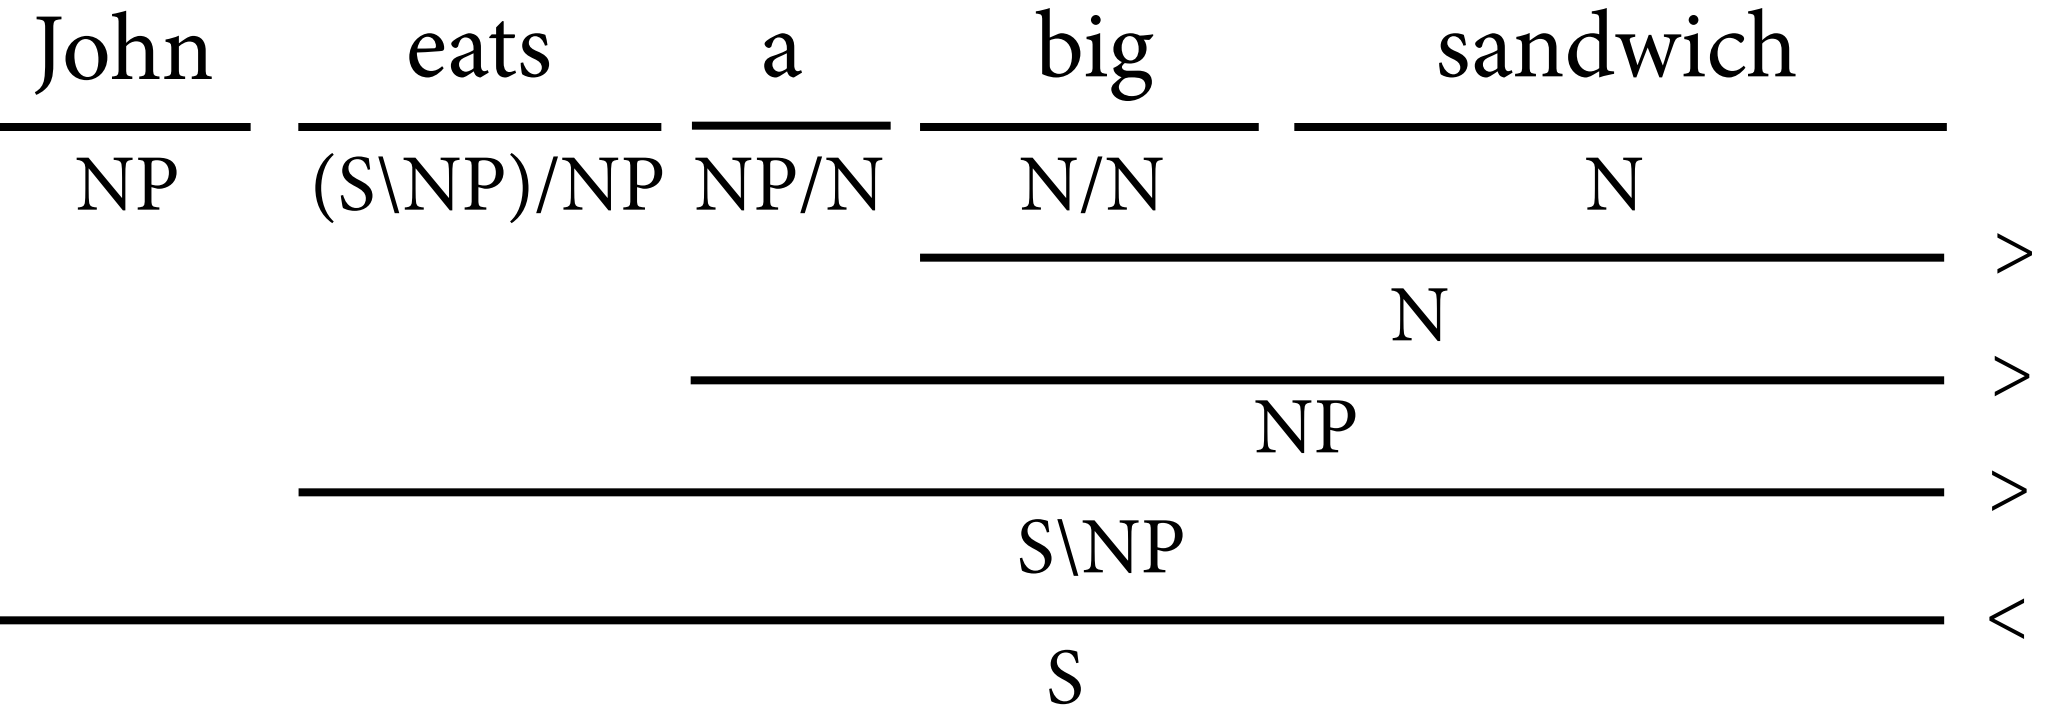 John eats a big sandwich
NP (S\NP)/NP NP/N N/N N
>
N
>
NP
>
S\NP
<
S